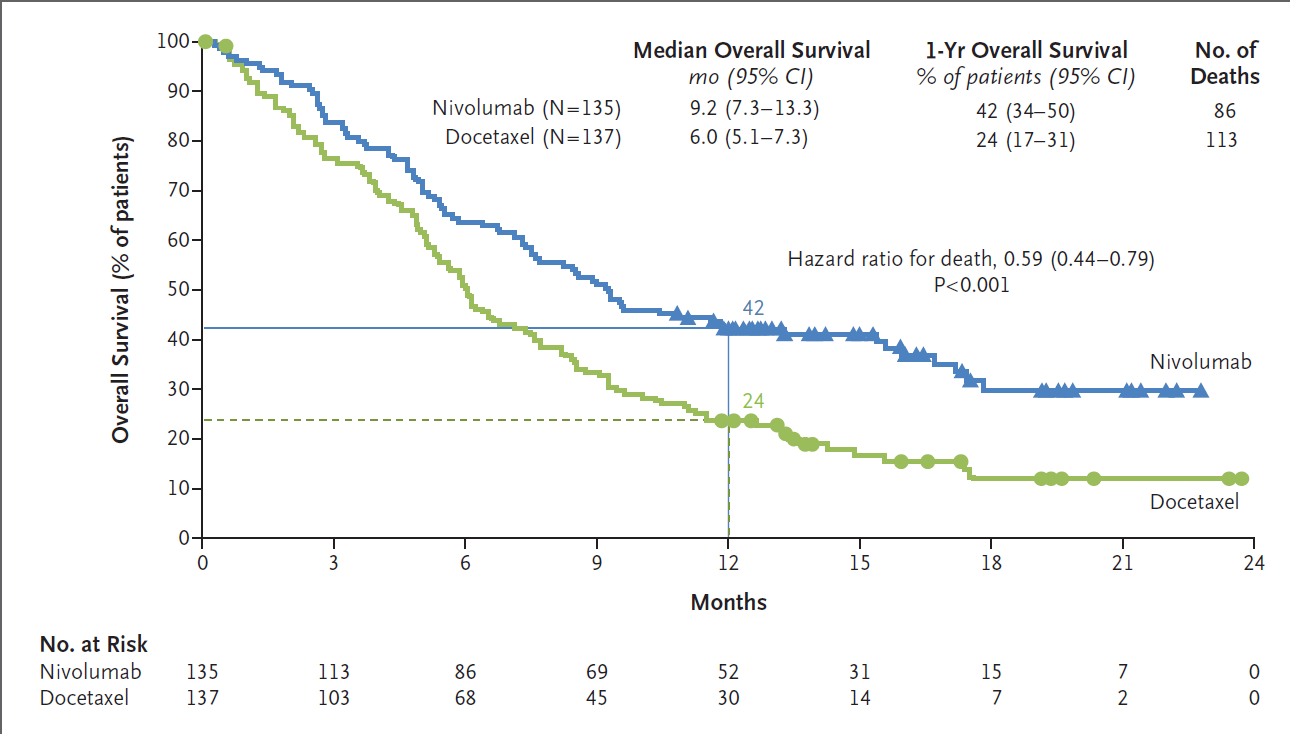 Median Overall Survival 1-Yr Overall Survival No. of
mo (95% CI) % of patients (95% CI) Deaths
Nivolumab (N=135) 9.2 (7.3–13.3) 42 (34–50) 86
Docetaxel (N=137) 6.0 (5.1–7.3) 24 (17–31) 113
Hazard ratio for death, 0.59 (0.44–0.79)
P<0.001
Overall Survival (% of patients)
100
90
80
70
60
50
40
30
20
10
0
42
24
Nivolumab
Docetaxel
0 3 6 9 12 15 18 21 24
Months
No. at Risk
Nivolumab 135 113 86 69 52 31 15 7 0
Docetaxel 137 103 68 45 30 14 7 2 0